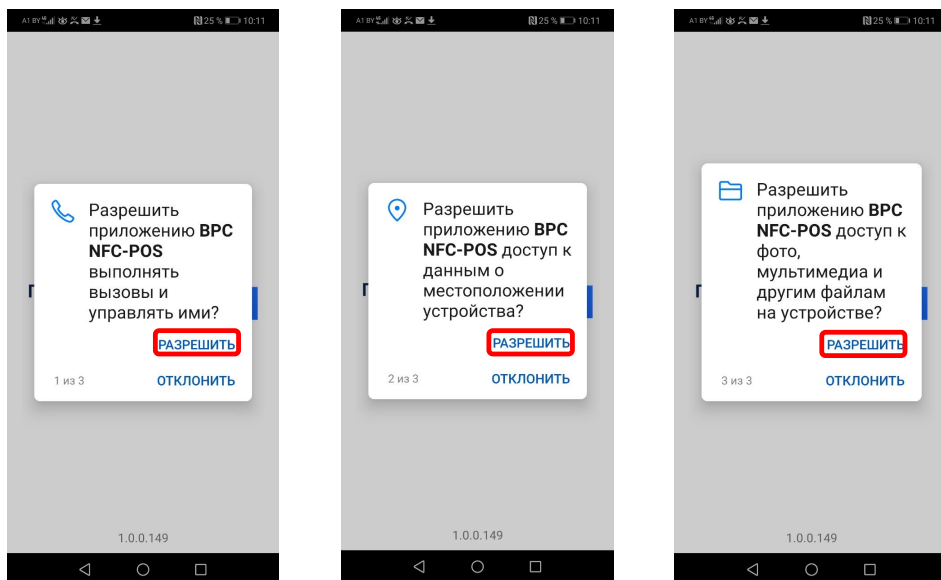 A1 BY 25 % 10:11
Разрешить
приложению BPC
NFC-POS
выполнять
вызовы и
управлять ими?
РАЗРЕШИТЬ
1 из 3 ОТКЛОНИТЬ
1.0.0.149
A1 BY 25 % 10:11
Разрешить
приложению BPC
NFC-POS доступ к
данным о
местоположении
устройства?
РАЗРЕШИТЬ
2 из 3 ОТКЛОНИТЬ
1.0.0.149
A1 BY 25 % 10:11
Разрешить
приложению BPC
NFC-POS доступ к
фото,
мультимедиа и
другим файлам
на устройстве?
РАЗРЕШИТЬ
3 из 3 ОТКЛОНИТЬ
1.0.0.149